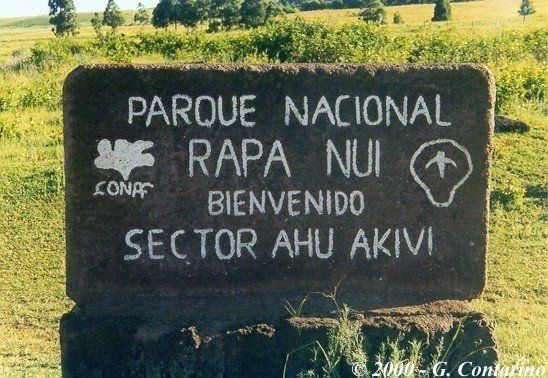 PARQUE NACIONAL
RAPA NUI
CONAF
BIENVENIDO
SECTOR AHU AKIVI
© 2000 - G. Contarino